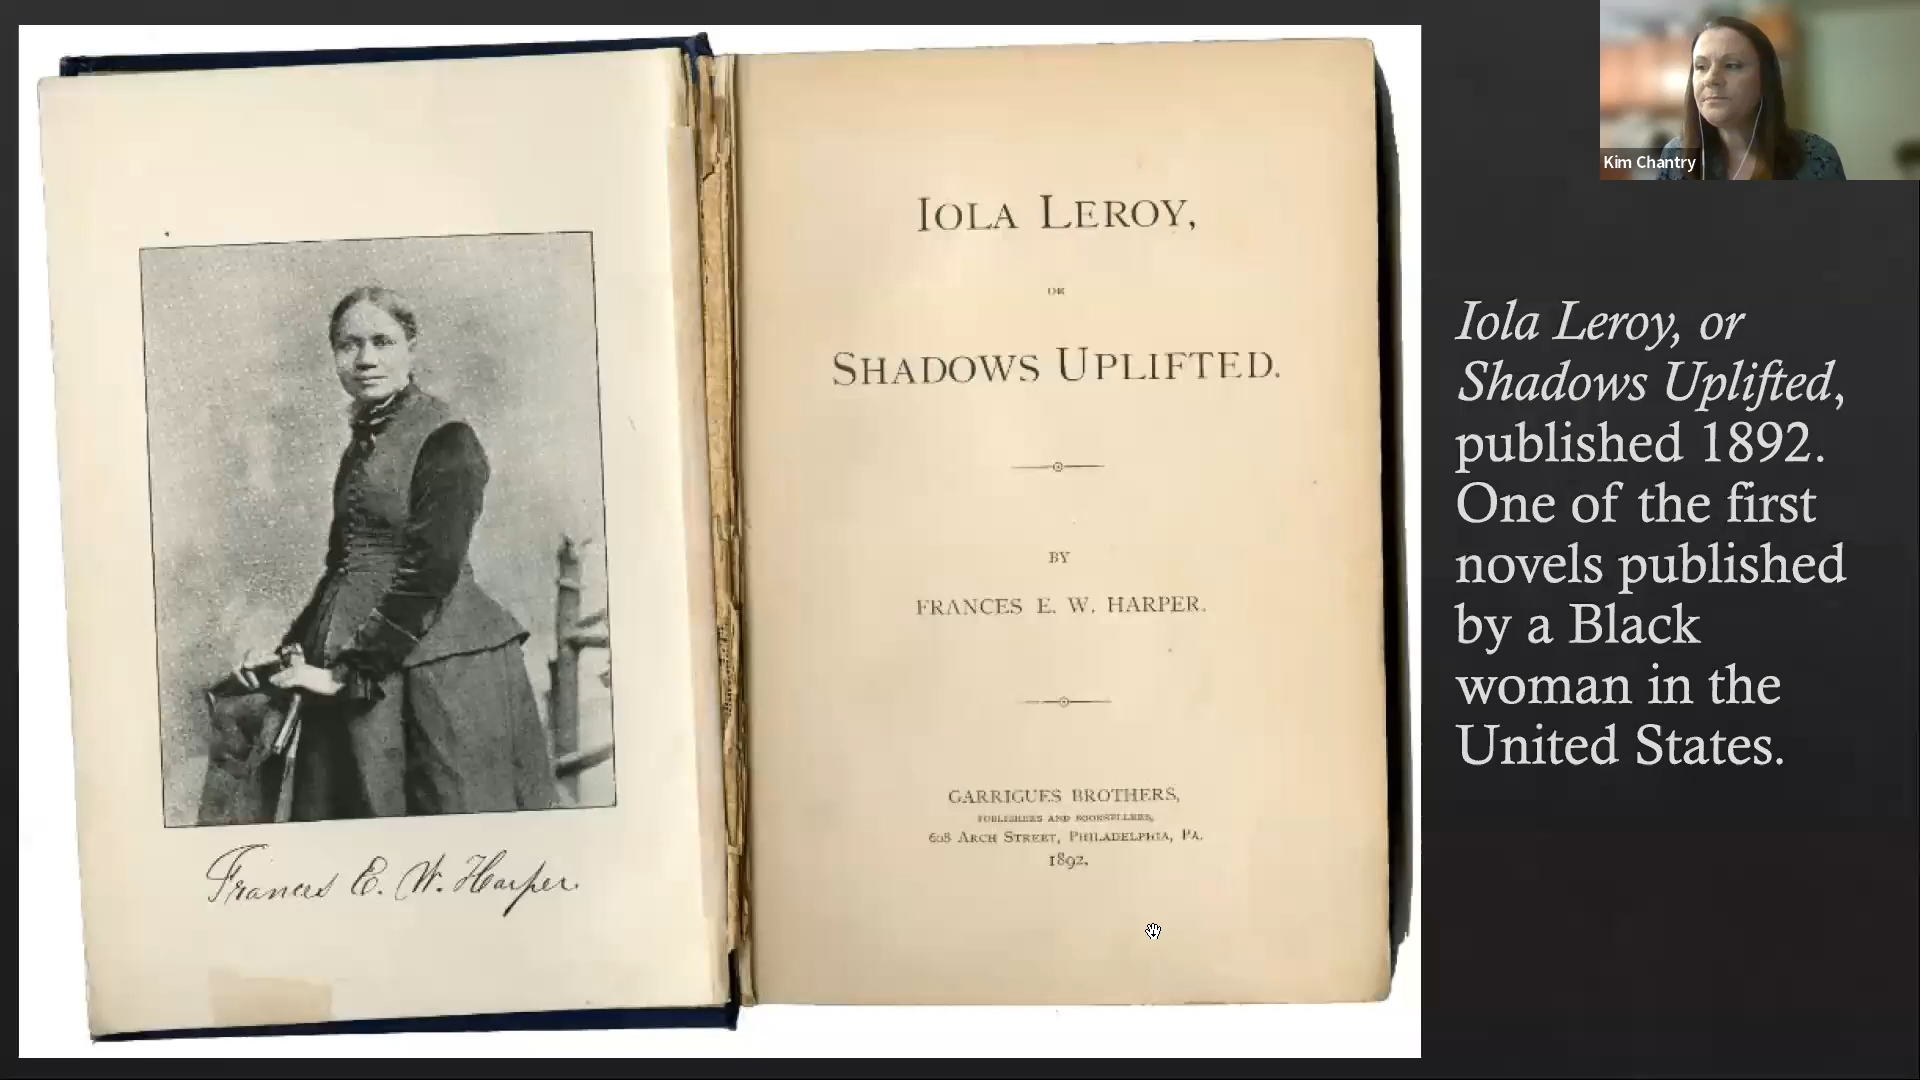 Frances E. W. Harper.
IOLA LEROY,
OR
SHADOWS UPLIFTED.
BY
FRANCES E. W. HARPER.
GARRIGUES BROTHERS,
PUBLISHERS AND BOOKSELLERS,
608 ARCH STREET, PHILADELPHIA, PA.
1892.
Kim Chantry
Iola Leroy, or
Shadows Uplifted,
published 1892.
One of the first
novels published
by a Black
woman in the
United States.